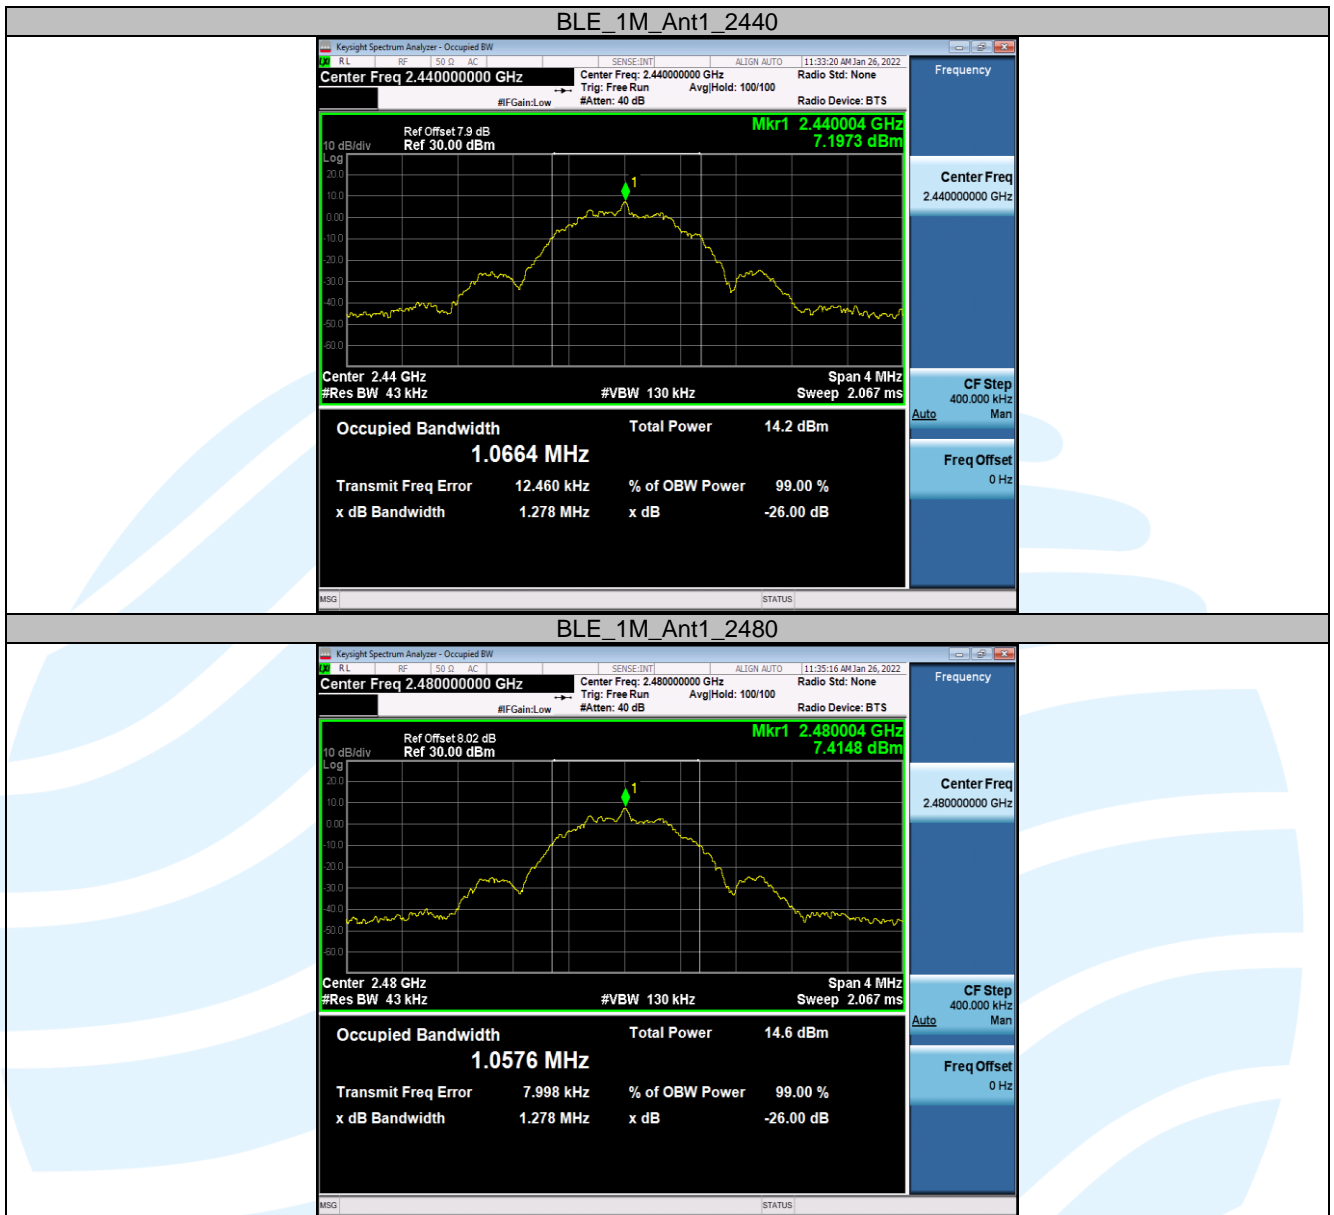 BLE_1M_Ant1_2440
Keysight Spectrum Analyzer - Occupied BW
LXI RL RF 50 Ω AC SENSE:INT ALIGN AUTO 11:33:20 AM Jan 26, 2022
Center Freq 2.440000000 GHz
Center Freq: 2.440000000 GHz Radio Std: None
Trig: Free Run Avg|Hold: 100/100
#IFGain:Low #Atten: 40 dB Radio Device: BTS
Frequency
Mkr1 2.440004 GHz
Ref Offset 7.9 dB
7.1973 dBm
10 dB/div Ref 30.00 dBm
Log
20.0
1
10.0
0.00
-10.0
-20.0
-30.0
-40.0
-50.0
-60.0
Center Freq
2.440000000 GHz
Center 2.44 GHz Span 4 MHz
#Res BW 43 kHz #VBW 130 kHz Sweep 2.067 ms
CF Step
400.000 kHz
Auto Man
Occupied Bandwidth Total Power 14.2 dBm
1.0664 MHz
Transmit Freq Error 12.460 kHz % of OBW Power 99.00 %
x dB Bandwidth 1.278 MHz x dB -26.00 dB
Freq Offset
0 Hz
MSG STATUS
BLE_1M_Ant1_2480
Keysight Spectrum Analyzer - Occupied BW
LXI RL RF 50 Ω AC SENSE:INT ALIGN AUTO 11:35:16 AM Jan 26, 2022
Center Freq 2.480000000 GHz
Center Freq: 2.480000000 GHz Radio Std: None
Trig: Free Run Avg|Hold: 100/100
#IFGain:Low #Atten: 40 dB Radio Device: BTS
Frequency
Mkr1 2.480004 GHz
Ref Offset 8.02 dB
7.4148 dBm
10 dB/div Ref 30.00 dBm
Log
20.0
1
10.0
0.00
-10.0
-20.0
-30.0
-40.0
-50.0
-60.0
Center Freq
2.480000000 GHz
Center 2.48 GHz Span 4 MHz
#Res BW 43 kHz #VBW 130 kHz Sweep 2.067 ms
CF Step
400.000 kHz
Auto Man
Occupied Bandwidth Total Power 14.6 dBm
1.0576 MHz
Transmit Freq Error 7.998 kHz % of OBW Power 99.00 %
x dB Bandwidth 1.278 MHz x dB -26.00 dB
Freq Offset
0 Hz
MSG STATUS